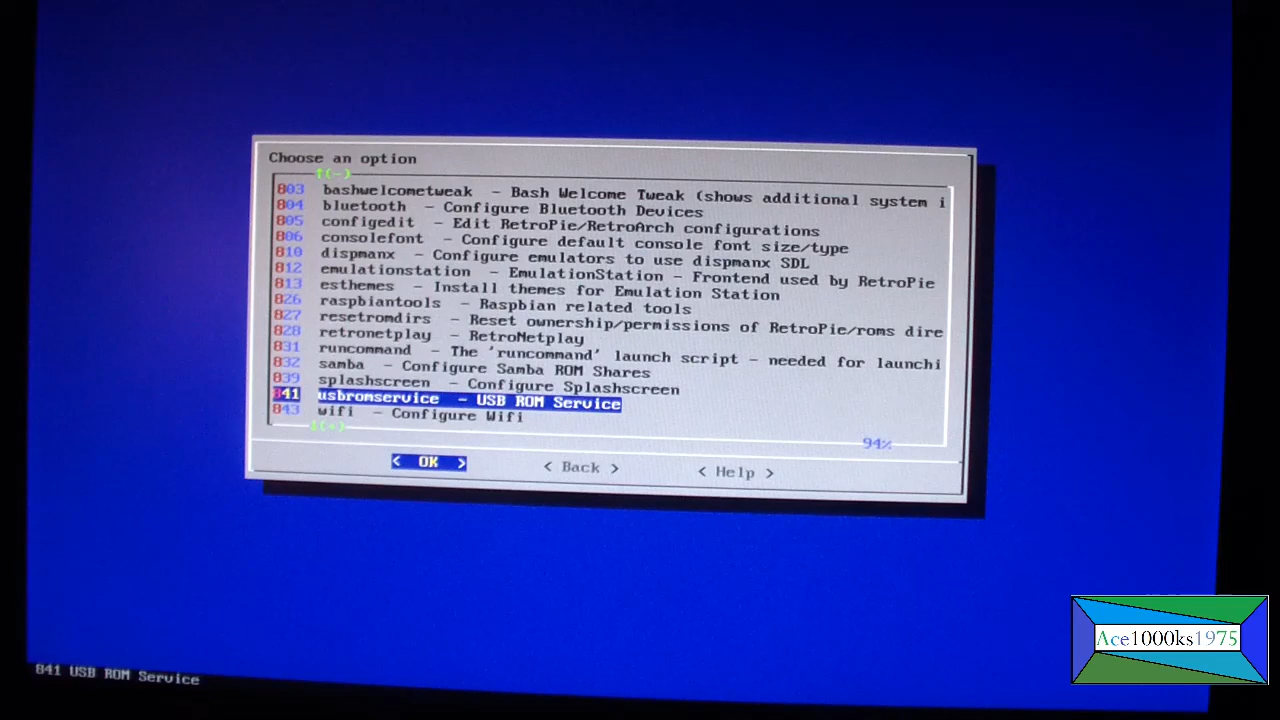 Choose an option
↑(-)
803 bashwelcometweak - Bash Welcome Tweak (shows additional system i
804 bluetooth - Configure Bluetooth Devices
805 configedit - Edit RetroPie/RetroArch configurations
806 consolefont - Configure default console font size/type
810 dispmanx - Configure emulators to use dispmanx SDL
812 emulationstation - EmulationStation - Frontend used by RetroPie
813 esthemes - Install themes for Emulation Station
826 raspbiantools - Raspbian related tools
827 resetromdirs - Reset ownership/permissions of RetroPie/roms dire
828 retronetplay - RetroNetplay
831 runcommand - The 'runcommand' launch script - needed for launchi
832 samba - Configure Samba ROM Shares
839 splashscreen - Configure Splashscreen
841 usbromservice - USB ROM Service
843 wifi - Configure Wifi
↓(+)
94%
< OK > < Back > < Help >
Ace1000ks1975
841 USB ROM Service